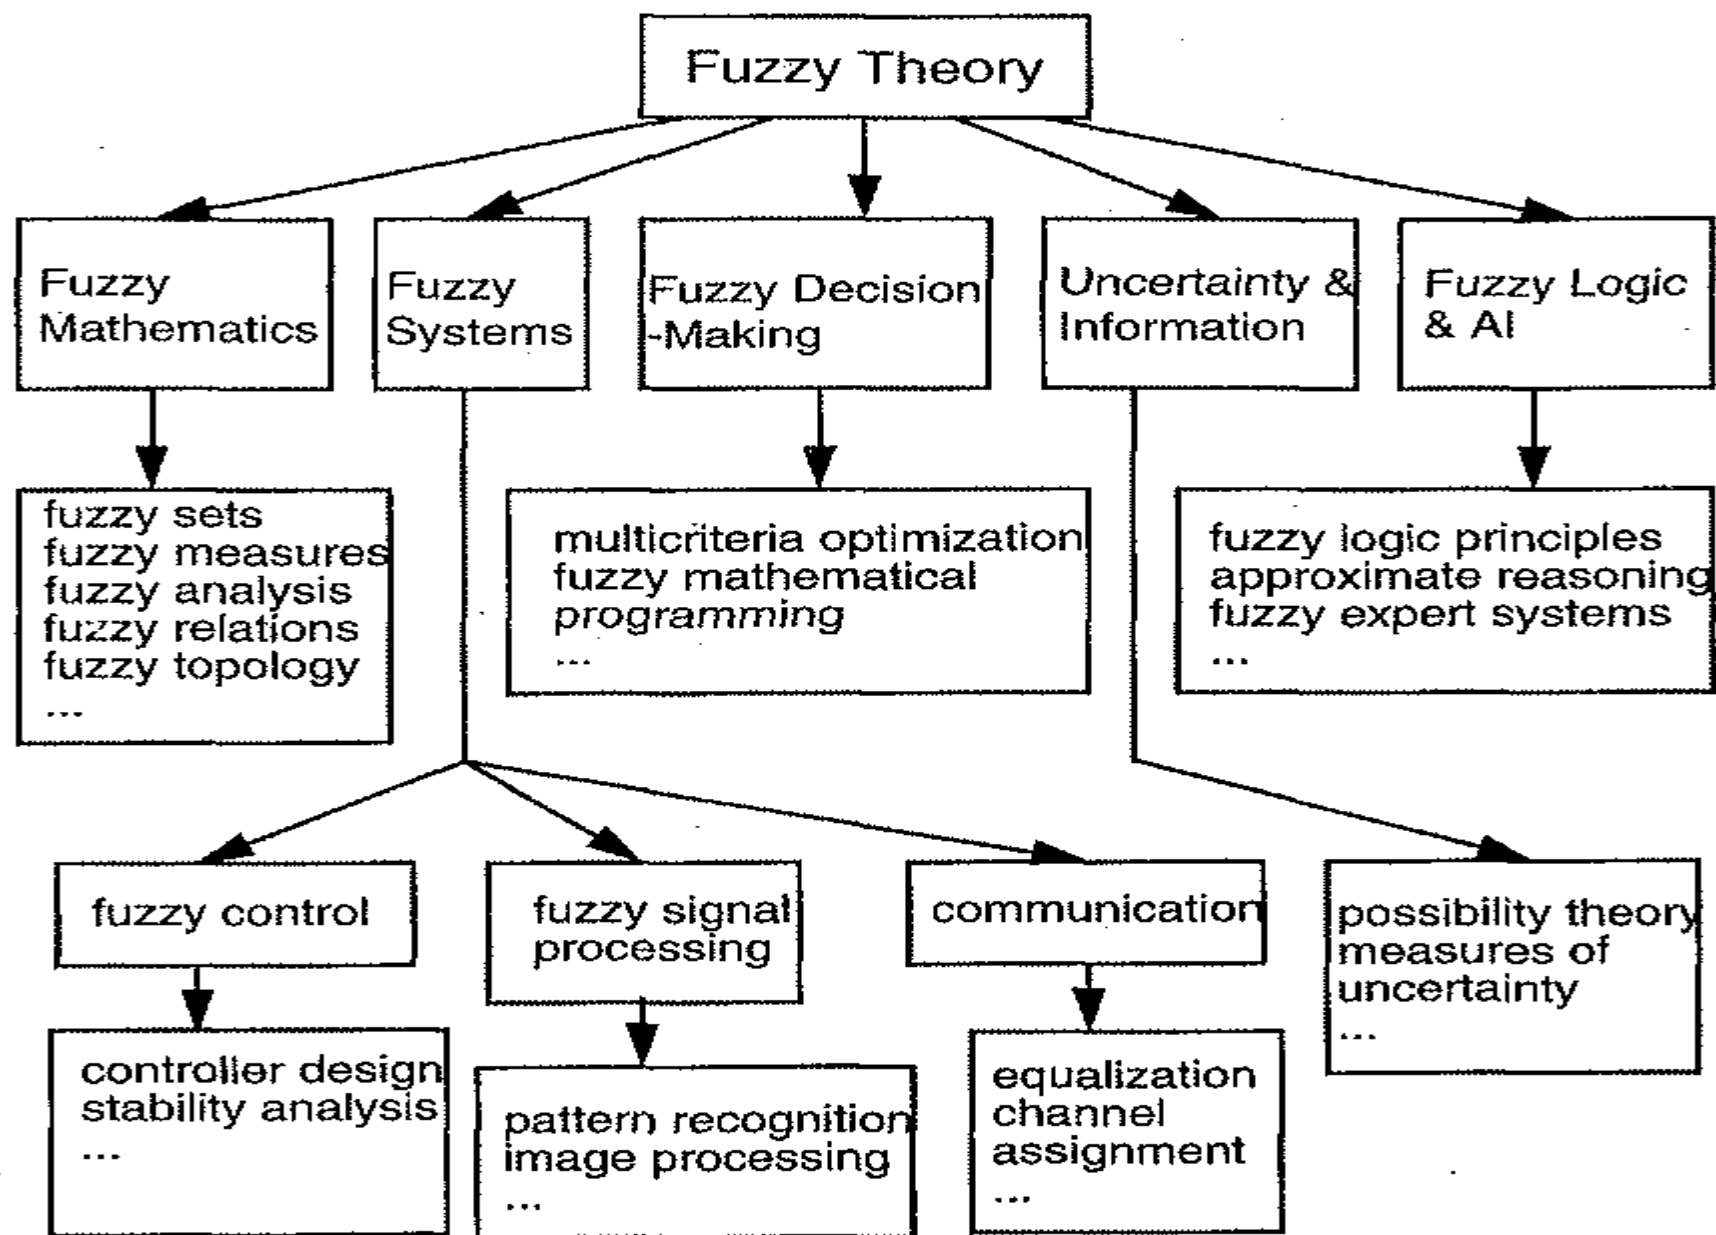 Fuzzy Theory
Fuzzy
Mathematics
Fuzzy
Systems
Fuzzy Decision
-Making
Uncertainty &
Information
Fuzzy Logic
& AI
fuzzy sets
fuzzy measures
fuzzy analysis
fuzzy relations
fuzzy topology
...
multicriteria optimization
fuzzy mathematical
programming
...
fuzzy logic principles
approximate reasoning
fuzzy expert systems
...
fuzzy control
fuzzy signal
processing
communication
possibility theory
measures of
uncertainty
...
controller design
stability analysis
...
pattern recognition
image processing
...
equalization
channel
assignment
...